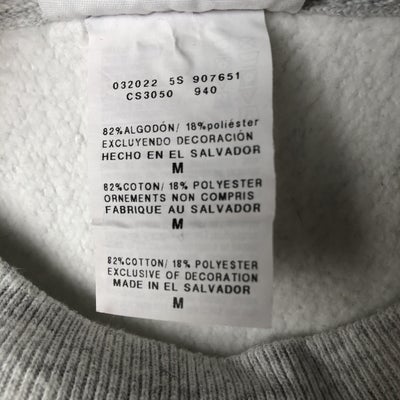 032022 5S 907651
CS3050 940
82%ALGODÓN/ 18%poliéster
EXCLUYENDO DECORACIÓN
HECHO EN EL SALVADOR
M
82%COTON/ 18% POLYESTER
ORNEMENTS NON COMPRIS
FABRIQUE AU SALVADOR
M
82%COTTON/ 18% POLYESTER
EXCLUSIVE OF DECORATION
MADE IN EL SALVADOR
M